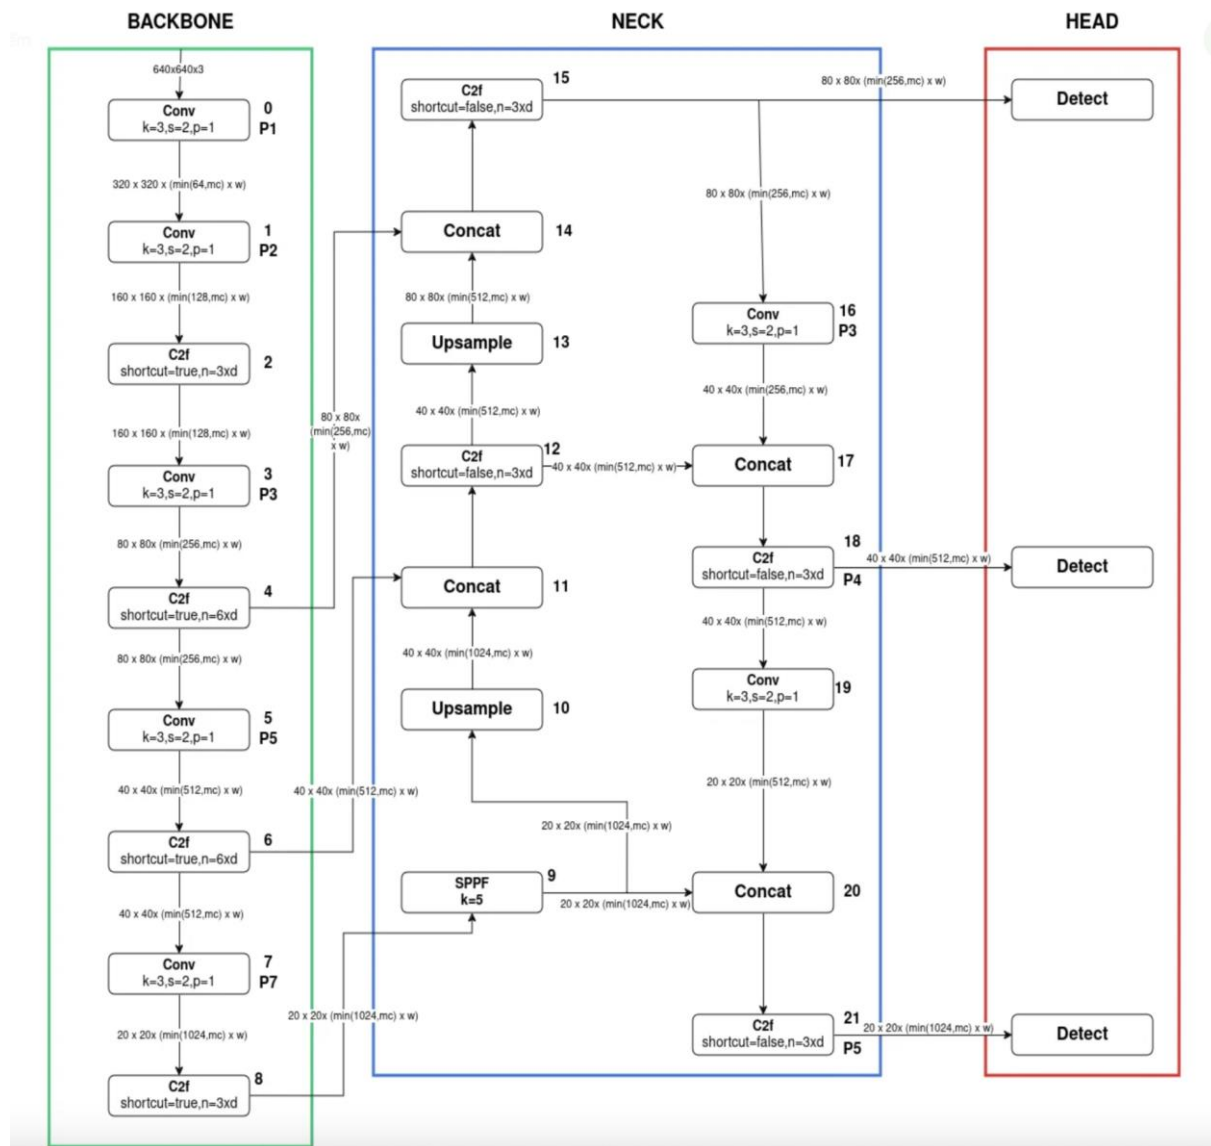 BACKBONE
640x640x3
Conv
k=3,s=2,p=1
0
P1
320 x 320 x (min(64,mc) x w)
Conv
k=3,s=2,p=1
1
P2
160 x 160 x (min(128,mc) x w)
C2f
shortcut=true,n=3xd
2
160 x 160 x (min(128,mc) x w)
Conv
k=3,s=2,p=1
3
P3
80 x 80x (min(256,mc) x w)
C2f
shortcut=true,n=6xd
4
80 x 80x (min(256,mc) x w)
Conv
k=3,s=2,p=1
5
P5
40 x 40x (min(512,mc) x w)
C2f
shortcut=true,n=6xd
6
40 x 40x (min(512,mc) x w)
Conv
k=3,s=2,p=1
7
P7
20 x 20x (min(1024,mc) x w)
C2f
shortcut=true,n=3xd
8
80 x 80x
(min(256,mc)
x w)
40 x 40x (min(512,mc) x w)
20 x 20x (min(1024,mc) x w)
NECK
C2f
shortcut=false,n=3xd
15
Concat
14
80 x 80x (min(512,mc) x w)
Upsample
13
40 x 40x (min(512,mc) x w)
C2f
shortcut=false,n=3xd
12
40 x 40x (min(512,mc) x w)
Concat
11
40 x 40x (min(1024,mc) x w)
Upsample
10
20 x 20x (min(1024,mc) x w)
SPPF
k=5
9
20 x 20x (min(1024,mc) x w)
80 x 80x (min(256,mc) x w)
80 x 80x (min(256,mc) x w)
Conv
k=3,s=2,p=1
16
P3
40 x 40x (min(256,mc) x w)
Concat
17
C2f
shortcut=false,n=3xd
18
P4
40 x 40x (min(512,mc) x w)
40 x 40x (min(512,mc) x w)
Conv
k=3,s=2,p=1
19
20 x 20x (min(512,mc) x w)
Concat
20
C2f
shortcut=false,n=3xd
21
P5
20 x 20x (min(1024,mc) x w)
HEAD
Detect
Detect
Detect